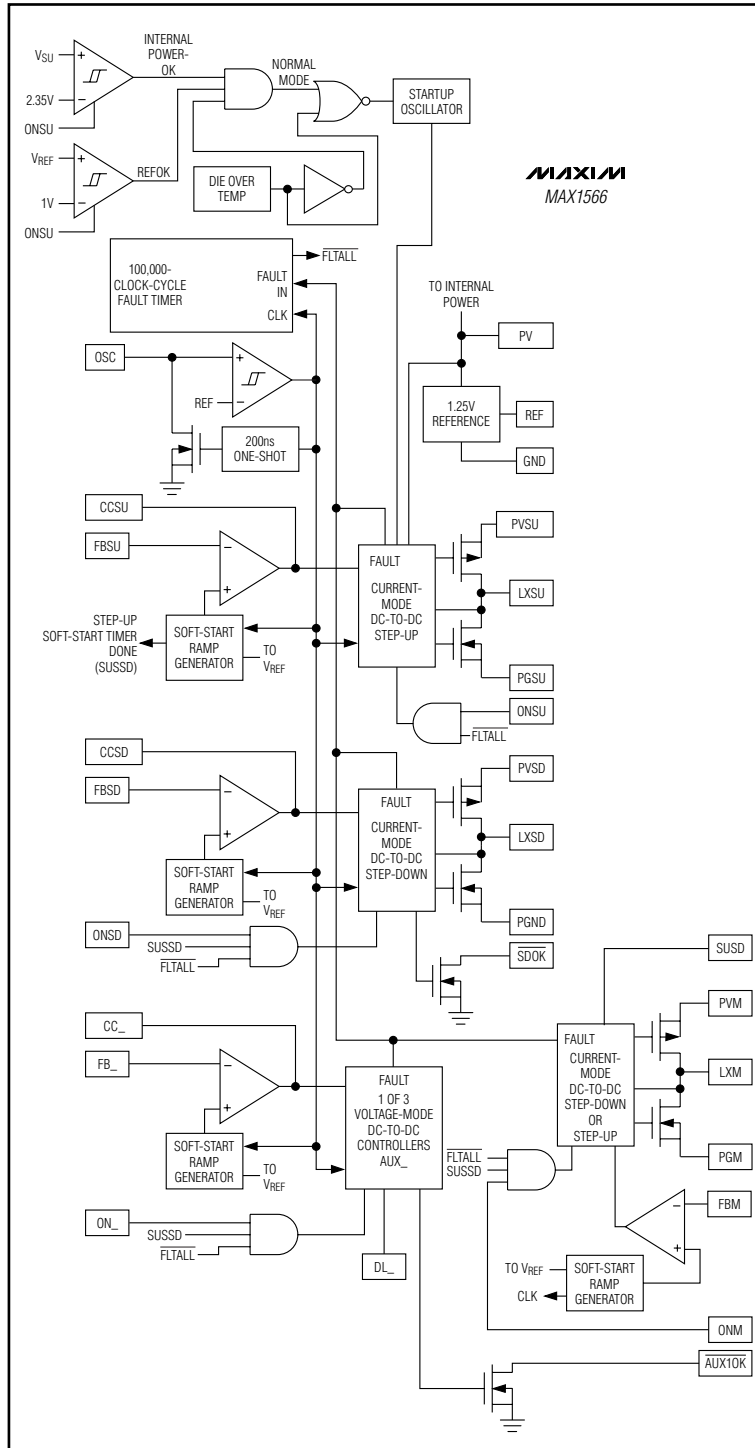 VSU
+
2.35V
−
ONSU
INTERNAL
POWER-
OK
NORMAL
MODE
STARTUP
OSCILLATOR
VREF
+
1V
−
ONSU
REFOK
DIE OVER
TEMP
MAXIM
MAX1566
100,000-
CLOCK-CYCLE
FAULT TIMER
FLTALL
FAULT
IN
CLK
TO INTERNAL
POWER
PV
1.25V
REFERENCE
REF
GND
OSC
+
REF
−
200ns
ONE-SHOT
CCSU
FBSU
−
+
STEP-UP
SOFT-START TIMER
DONE
(SUSSD)
SOFT-START
RAMP
GENERATOR
TO
VREF
FAULT
CURRENT-
MODE
DC-TO-DC
STEP-UP
PVSU
LXSU
PGSU
ONSU
FLTALL
CCSD
FBSD
−
+
SOFT-START
RAMP
GENERATOR
TO
VREF
ONSD
SUSSD
FLTALL
FAULT
CURRENT-
MODE
DC-TO-DC
STEP-DOWN
PVSD
LXSD
PGND
SDOK
CC_
FB_
−
+
SOFT-START
RAMP
GENERATOR
TO
VREF
ON_
SUSSD
FLTALL
FAULT
1 OF 3
VOLTAGE-MODE
DC-TO-DC
CONTROLLERS
AUX_
DL_
SUSD
FAULT
CURRENT-
MODE
DC-TO-DC
STEP-DOWN
OR
STEP-UP
PVM
LXM
PGM
FLTALL
SUSSD
FBM
−
+
TO VREF
CLK
SOFT-START
RAMP
GENERATOR
ONM
AUX1OK